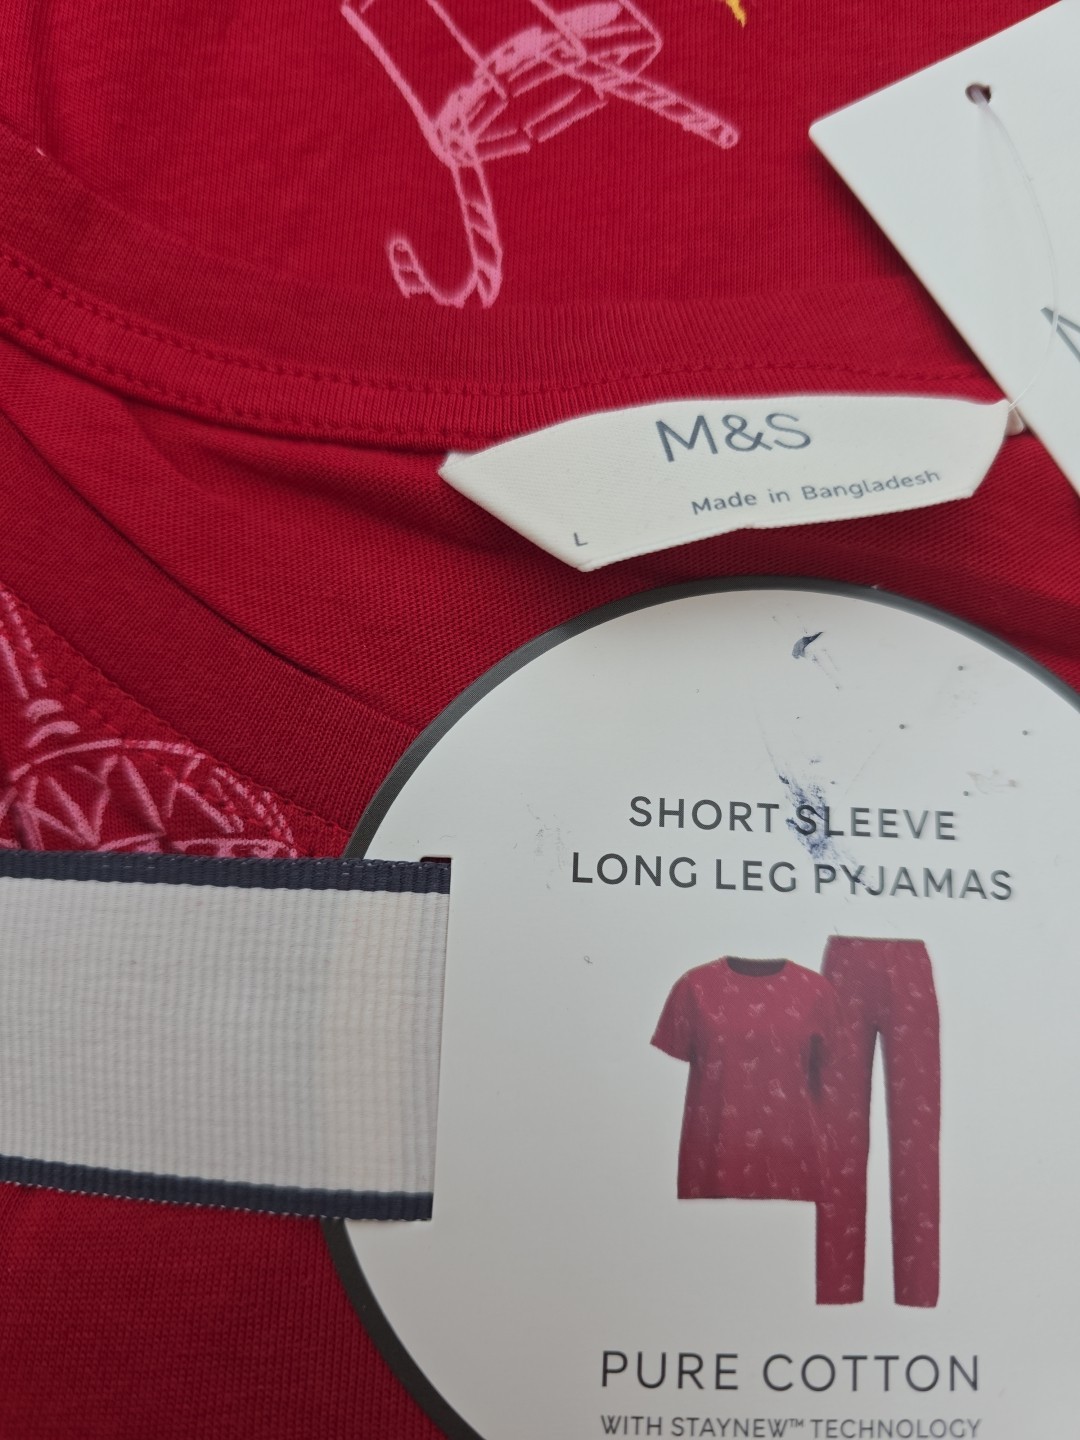 M&S
Made in Bangladesh
L
SHORT SLEEVE
LONG LEG PYJAMAS
PURE COTTON
WITH STAYNEW™ TECHNOLOGY